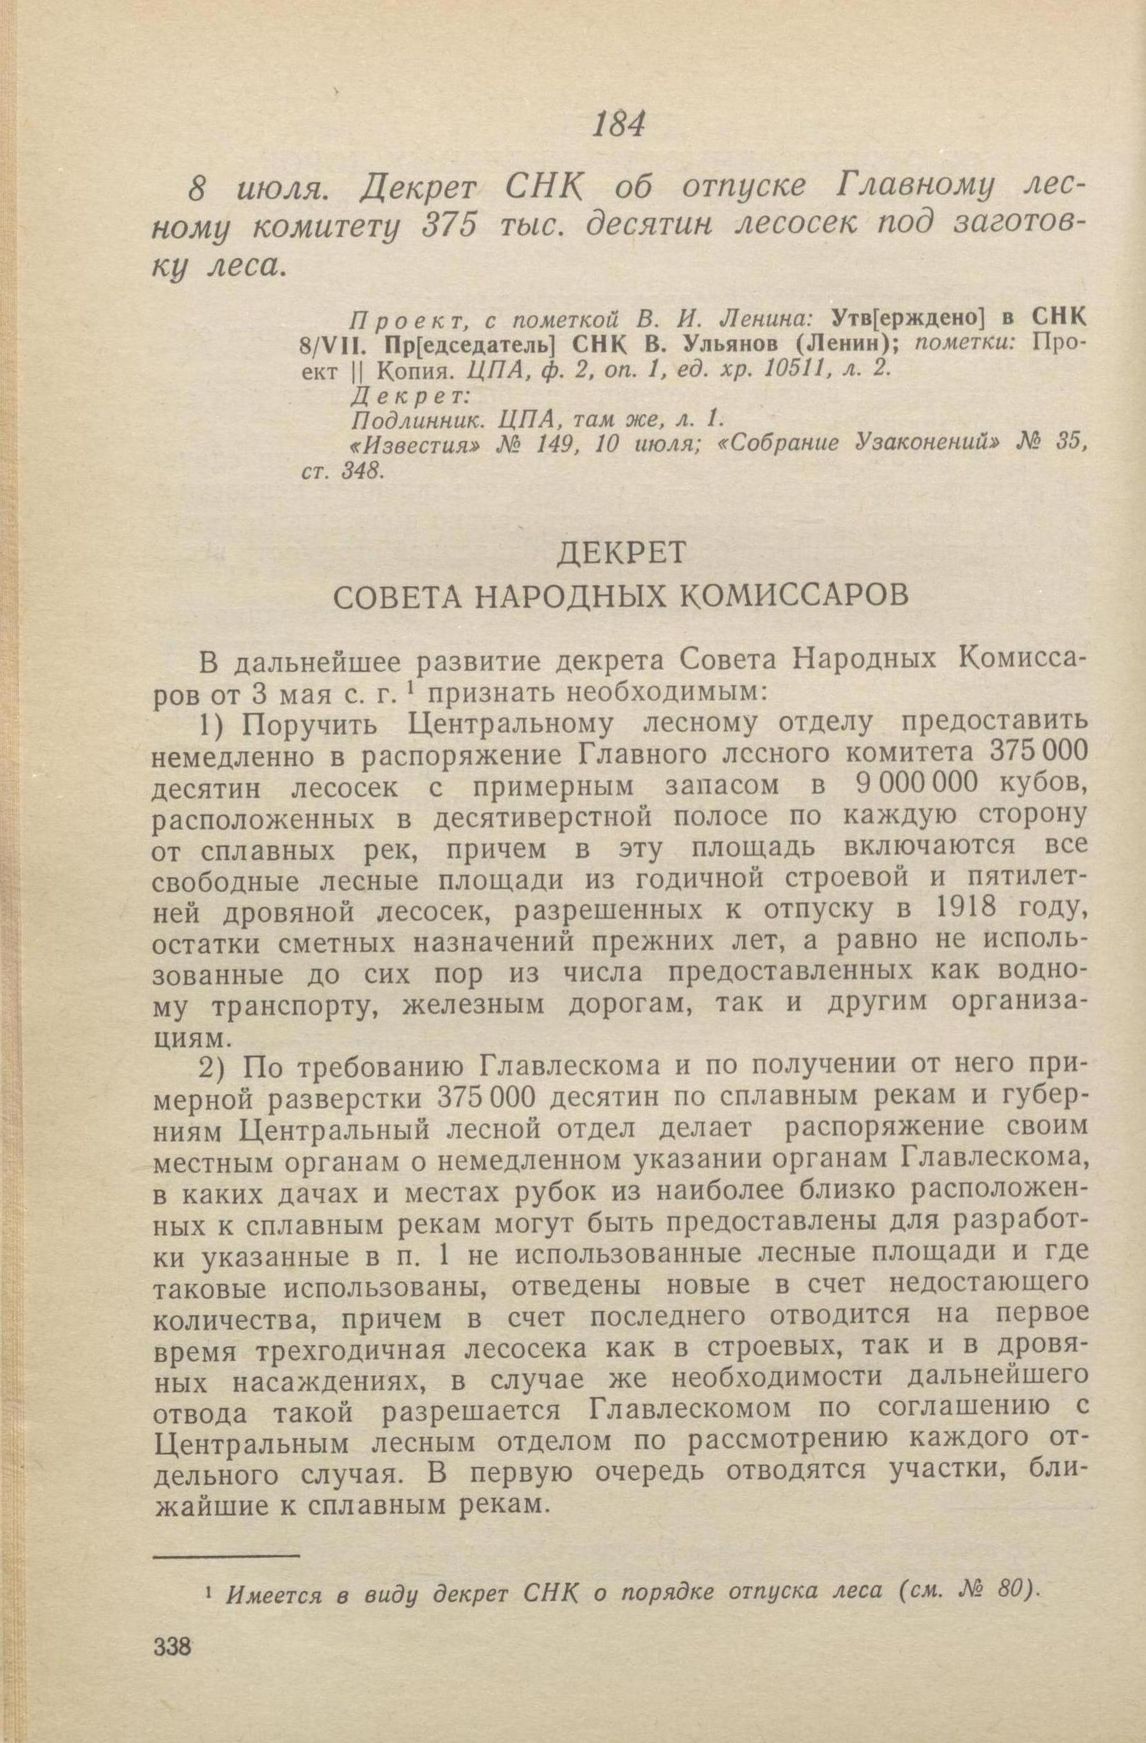 184
8 июля. Декрет СНК об отпуске Главному лес-
ному комитету 375 тыс. десятин лесосек под заготов-
ку леса.
Проект, с пометкой В. И. Ленина: Утв[ерждено] в СНК
8/VII. Пр[едседатель] СНК В. Ульянов (Ленин); пометки: Про-
ект || Копия. ЦПА, ф. 2, оп. 1, ед. хр. 10511, л. 2.
Декрет:
Подлинник. ЦПА, там же, л. 1.
«Известия» № 149, 10 июля; «Собрание Узаконений» № 35,
ст. 348.
ДЕКРЕТ
СОВЕТА НАРОДНЫХ КОМИССАРОВ
В дальнейшее развитие декрета Совета Народных Комисса-
ров от 3 мая с. г. ¹ признать необходимым:
1) Поручить Центральному лесному отделу предоставить
немедленно в распоряжение Главного лссного комитета 375 000
десятин лесосек с примерным запасом в 9 000 000 кубов,
расположенных в десятиверстной полосе по каждую сторону
от сплавных рек, причем в эту площадь включаются все
свободные лесные площади из годичной строевой и пятилет-
ней дровяной лесосек, разрешенных к отпуску в 1918 году,
остатки сметных назначений прежних лет, а равно не исполь-
зованные до сих пор из числа предоставленных как водно-
му транспорту, железным дорогам, так и другим организа-
циям.
2) По требованию Главлескома и по получении от него при-
мерной разверстки 375 000 десятин по сплавным рекам и губер-
ниям Центральный лесной отдел делает распоряжение своим
местным органам о немедленном указании органам Главлескома,
в каких дачах и местах рубок из наиболее близко расположен-
ных к сплавным рекам могут быть предоставлены для разработ-
ки указанные в п. 1 не использованные лесные площади и где
таковые использованы, отведены новые в счет недостающего
количества, причем в счет последнего отводится на первое
время трехгодичная лесосека как в строевых, так и в дровя-
ных насаждениях, в случае же необходимости дальнейшего
отвода такой разрешается Главлескомом по соглашению с
Центральным лесным отделом по рассмотрению каждого от-
дельного случая. В первую очередь отводятся участки, бли-
жайшие к сплавным рекам.
¹ Имеется в виду декрет СНК о порядке отпуска леса (см. № 80).
338